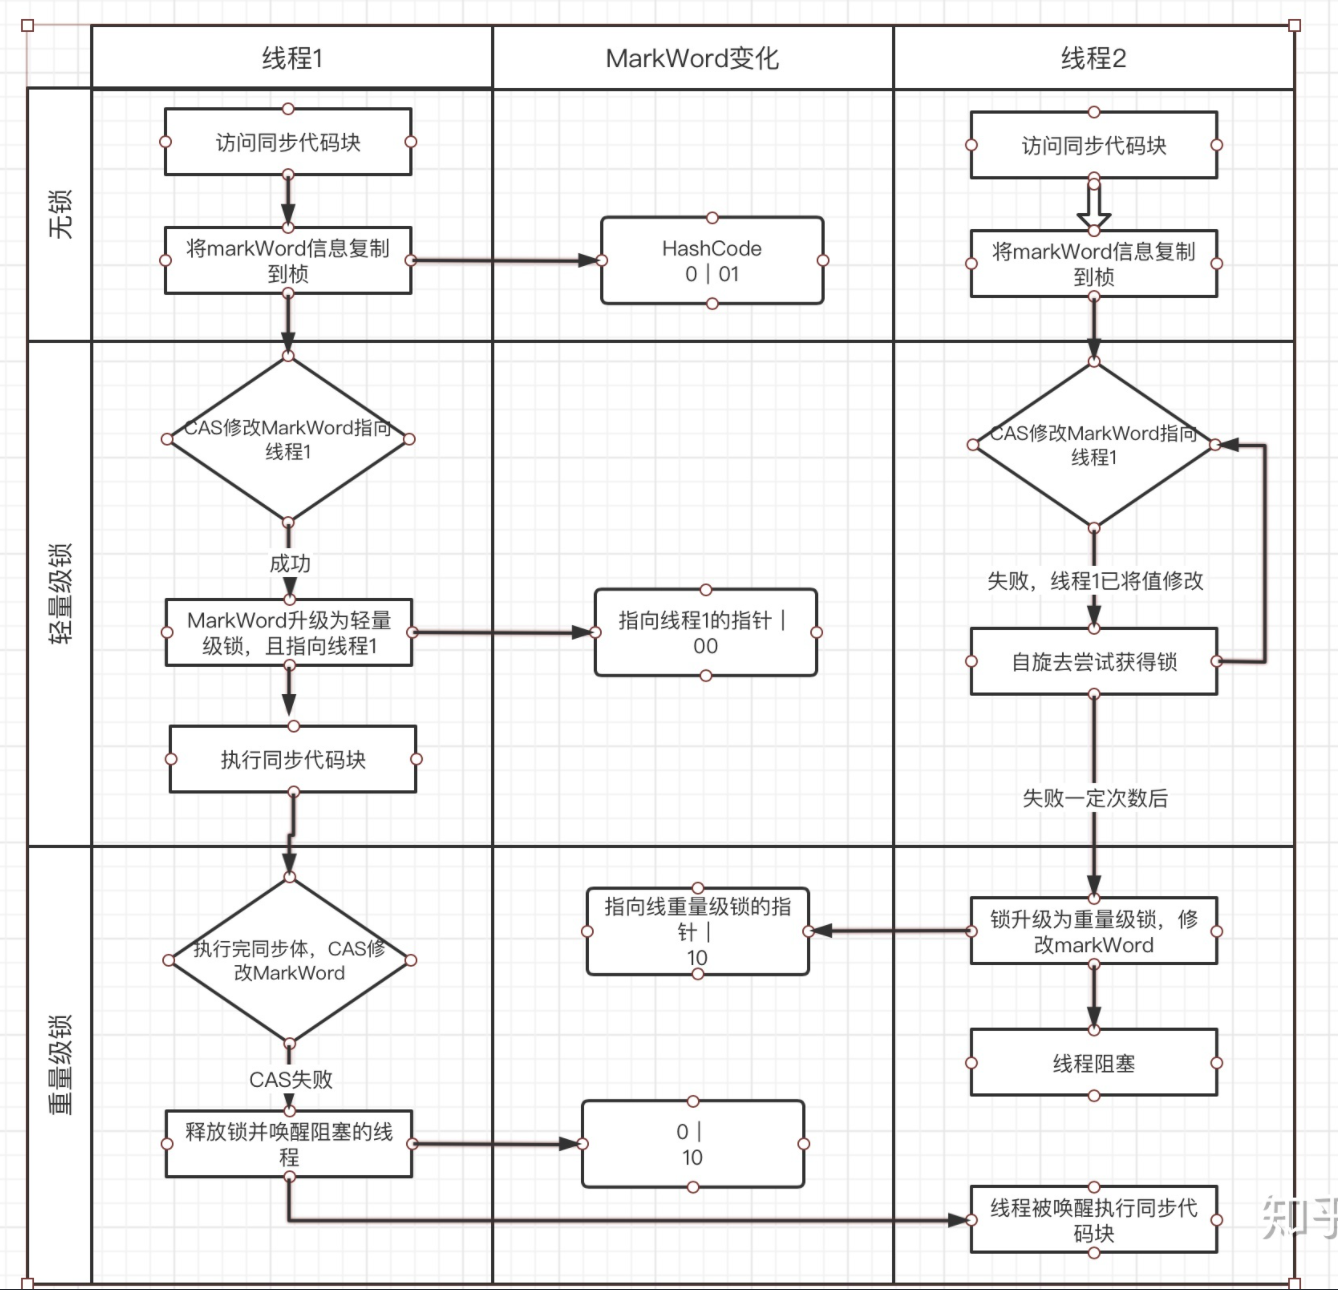 线程1
MarkWord变化
线程2
无锁
访问同步代码块
访问同步代码块
将markWord信息复制
到桢
HashCode
0 | 01
将markWord信息复制
到桢
轻量级锁
CAS修改MarkWord指向
线程1
CAS修改MarkWord指向
线程1
成功
失败，线程1已将值修改
MarkWord升级为轻量
级锁，且指向线程1
指向线程1的指针 |
00
自旋去尝试获得锁
执行同步代码块
失败一定次数后
重量级锁
指向线重量级锁的指
针 |
10
锁升级为重量级锁，修
改markWord
执行完同步体，CAS修
改MarkWord
线程阻塞
CAS失败
释放锁并唤醒阻塞的线
程
0 |
10
线程被唤醒执行同步代
码块
知乎